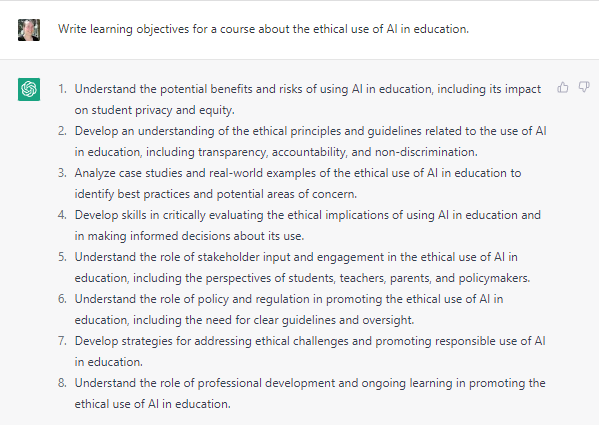 Write learning objectives for a course about the ethical use of AI in education.
1. Understand the potential benefits and risks of using AI in education, including its impact
on student privacy and equity.
2. Develop an understanding of the ethical principles and guidelines related to the use of AI
in education, including transparency, accountability, and non-discrimination.
3. Analyze case studies and real-world examples of the ethical use of AI in education to
identify best practices and potential areas of concern.
4. Develop skills in critically evaluating the ethical implications of using AI in education and
in making informed decisions about its use.
5. Understand the role of stakeholder input and engagement in the ethical use of AI in
education, including the perspectives of students, teachers, parents, and policymakers.
6. Understand the role of policy and regulation in promoting the ethical use of AI in
education, including the need for clear guidelines and oversight.
7. Develop strategies for addressing ethical challenges and promoting responsible use of AI
in education.
8. Understand the role of professional development and ongoing learning in promoting the
ethical use of AI in education.